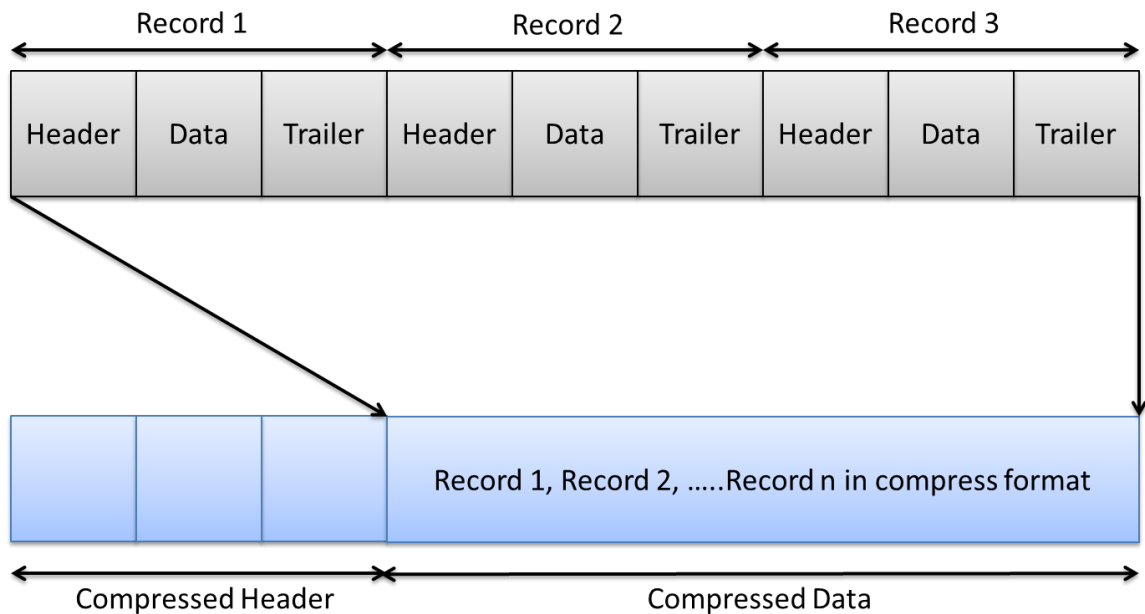 Record 1
Record 2
Record 3
Header
Data
Trailer
Header
Data
Trailer
Header
Data
Trailer
Record 1, Record 2, .....Record n in compress format
Compressed Header
Compressed Data